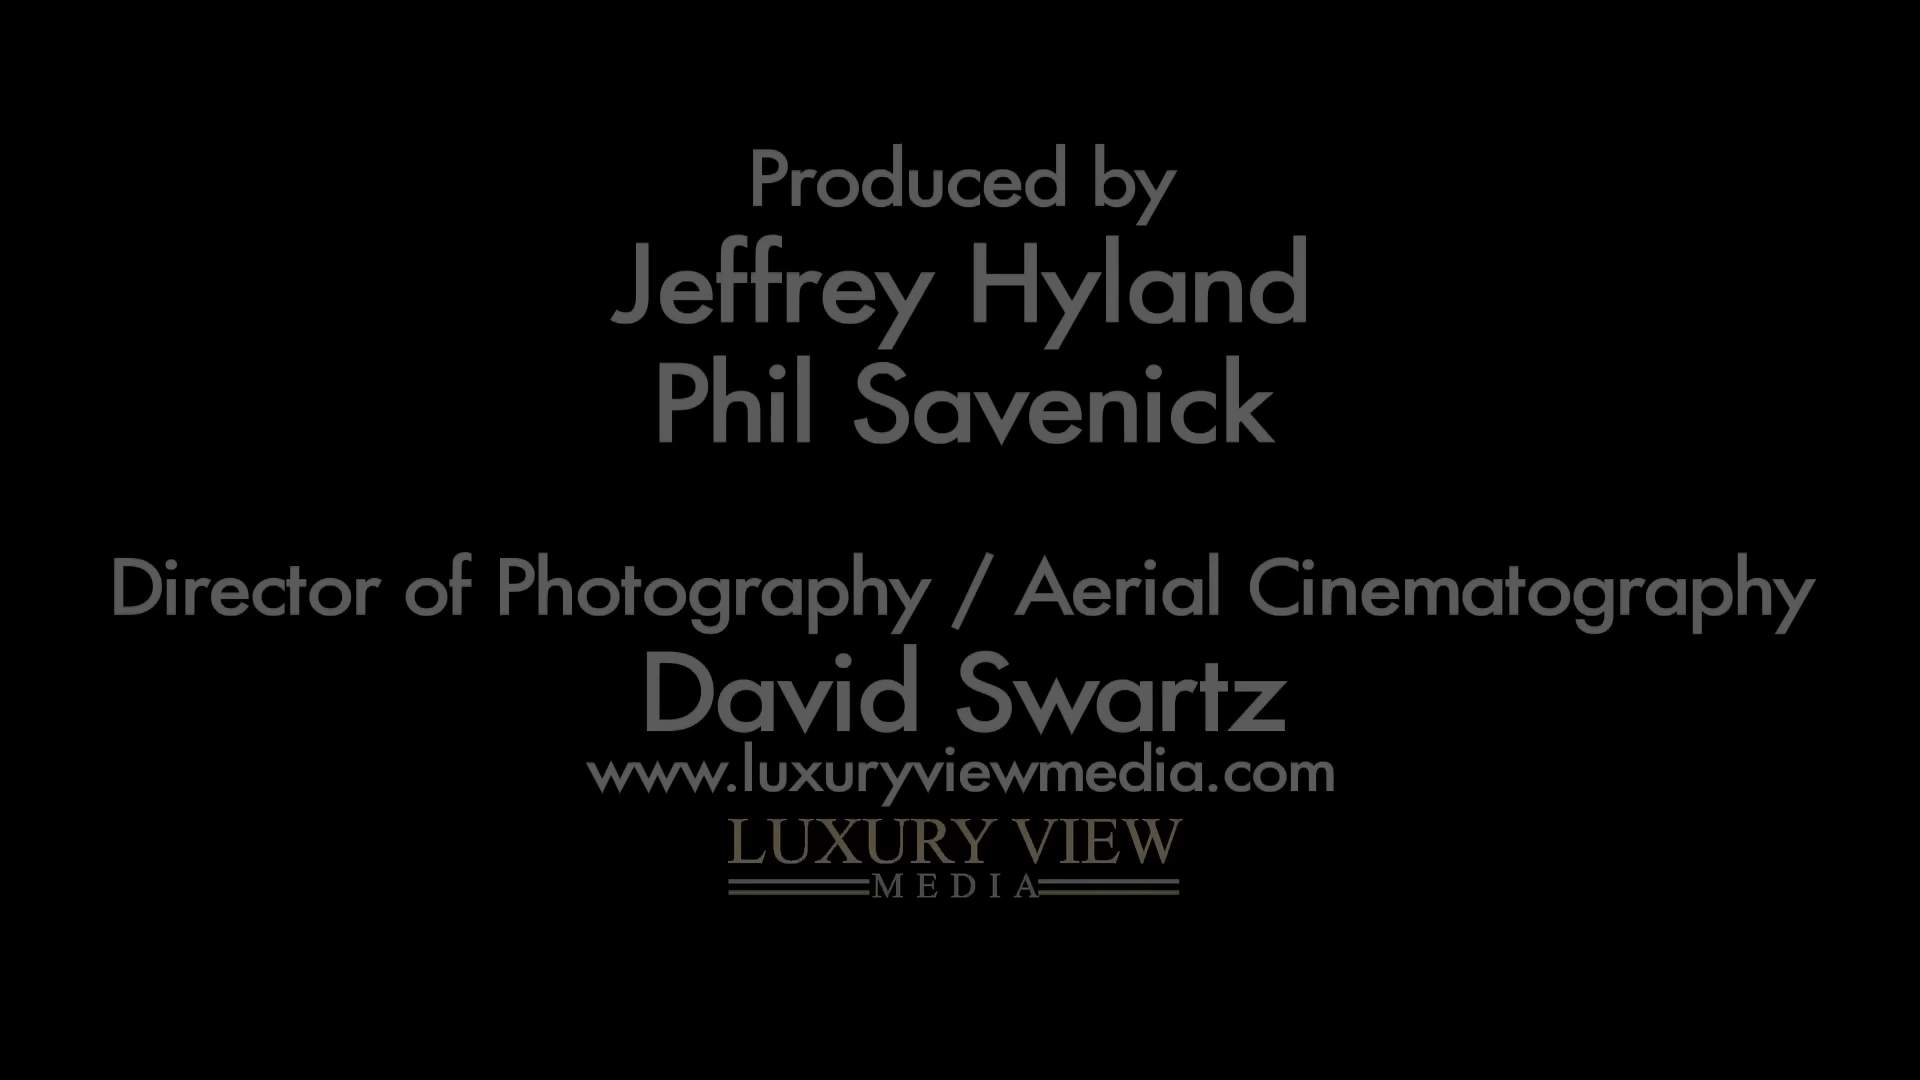 Produced by
Jeffrey Hyland
Phil Savenick
Director of Photography / Aerial Cinematography
David Swartz
www.luxuryviewmedia.com
LUXURY VIEW
MEDIA